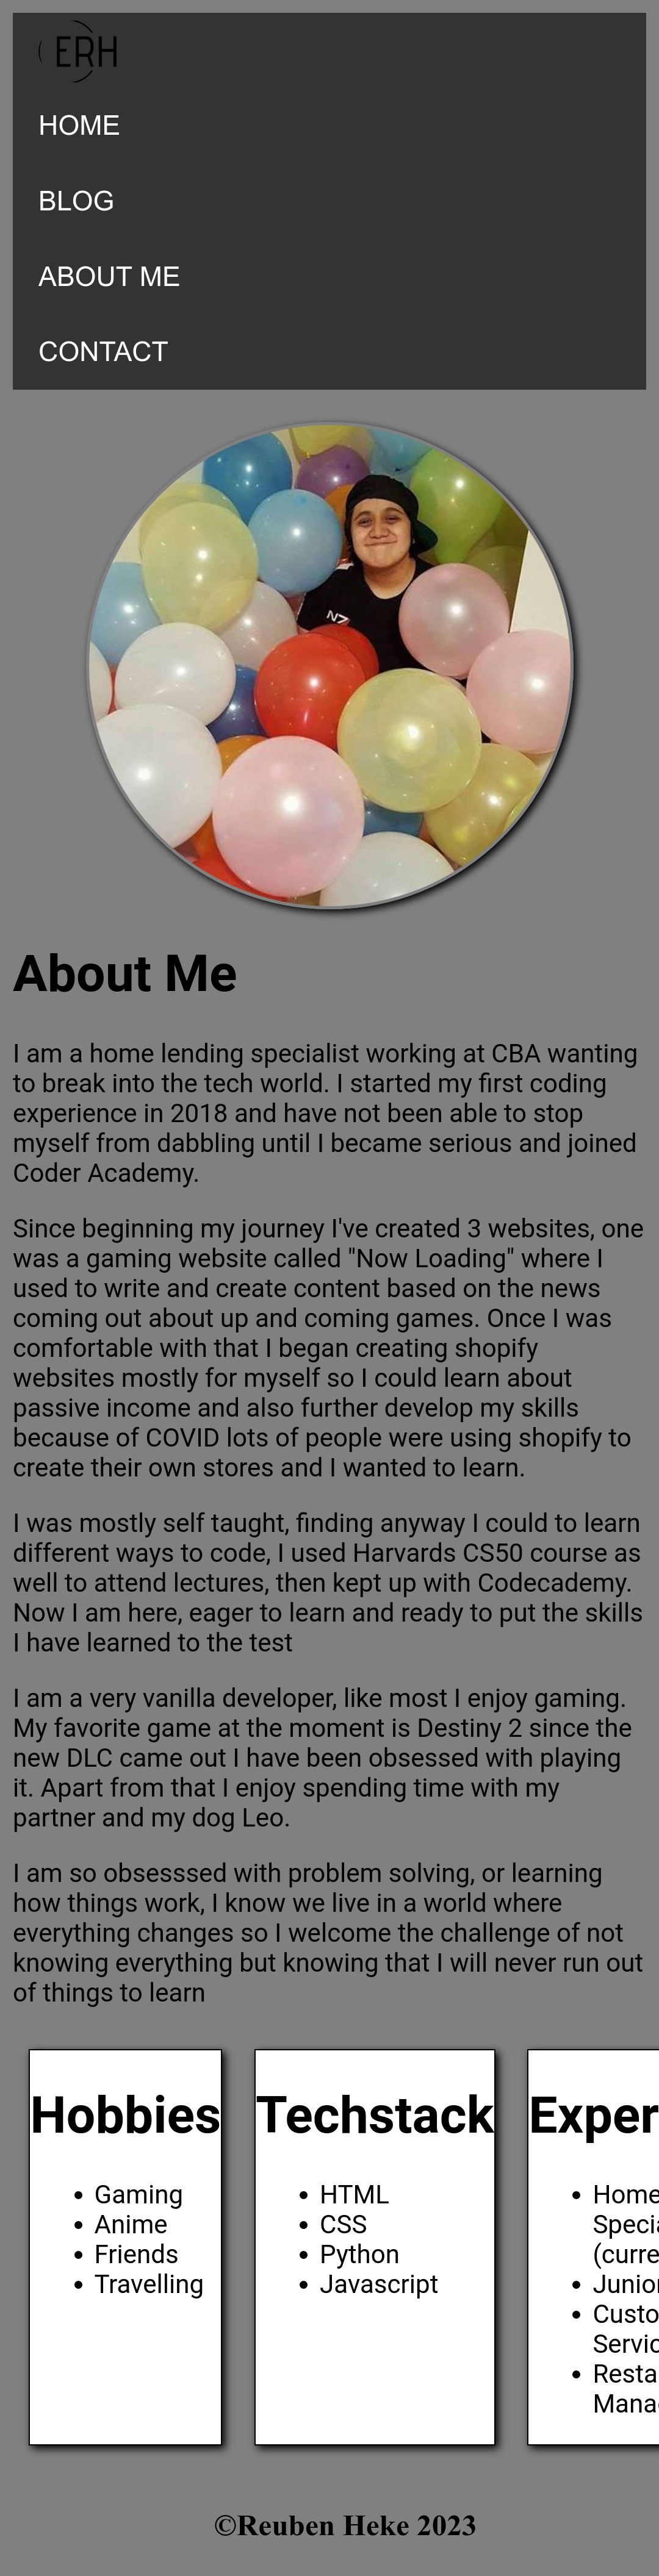 ERH
HOME
BLOG
ABOUT ME
CONTACT
N7
About Me
I am a home lending specialist working at CBA wanting
to break into the tech world. I started my first coding
experience in 2018 and have not been able to stop
myself from dabbling until I became serious and joined
Coder Academy.
Since beginning my journey I've created 3 websites, one
was a gaming website called "Now Loading" where I
used to write and create content based on the news
coming out about up and coming games. Once I was
comfortable with that I began creating shopify
websites mostly for myself so I could learn about
passive income and also further develop my skills
because of COVID lots of people were using shopify to
create their own stores and I wanted to learn.
I was mostly self taught, finding anyway I could to learn
different ways to code, I used Harvards CS50 course as
well to attend lectures, then kept up with Codecademy.
Now I am here, eager to learn and ready to put the skills
I have learned to the test
I am a very vanilla developer, like most I enjoy gaming.
My favorite game at the moment is Destiny 2 since the
new DLC came out I have been obsessed with playing
it. Apart from that I enjoy spending time with my
partner and my dog Leo.
I am so obsesssed with problem solving, or learning
how things work, I know we live in a world where
everything changes so I welcome the challenge of not
knowing everything but knowing that I will never run out
of things to learn
Hobbies
• Gaming
• Anime
• Friends
• Travelling
Techstack
• HTML
• CSS
• Python
• Javascript
Exper
• Home
Specia
(curre
• Junior
• Custo
Servic
• Resta
Mana
©Reuben Heke 2023